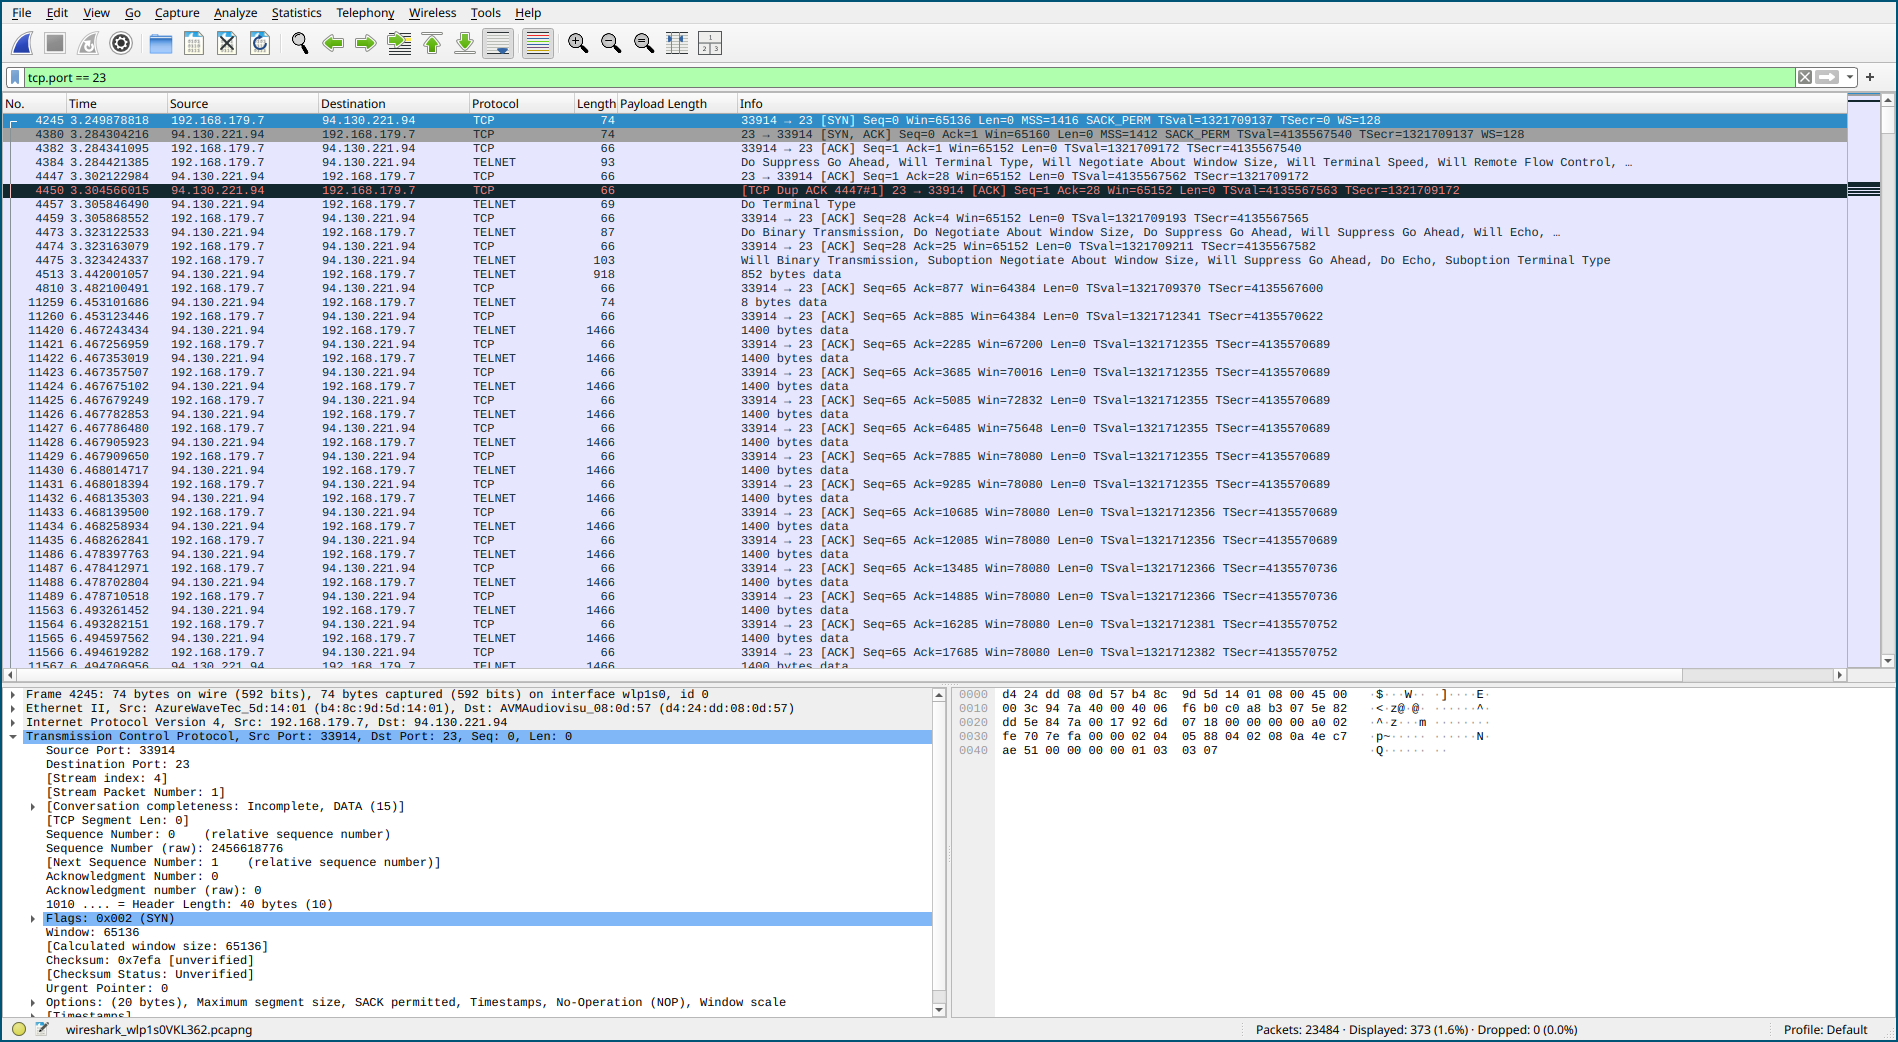 File Edit View Go Capture Analyze Statistics Telephony Wireless Tools Help
tcp.port == 23
No. Time Source Destination Protocol Length Payload Length Info
4245 3.249878818 192.168.179.7 94.130.221.94 TCP 74 33914 → 23 [SYN] Seq=0 Win=65136 Len=0 MSS=1416 SACK_PERM TSval=1321709137 TSecr=0 WS=128
4380 3.284304216 94.130.221.94 192.168.179.7 TCP 74 23 → 33914 [SYN, ACK] Seq=0 Ack=1 Win=65160 Len=0 MSS=1412 SACK_PERM TSval=4135567540 TSecr=1321709137 WS=128
4382 3.284341095 192.168.179.7 94.130.221.94 TCP 66 33914 → 23 [ACK] Seq=1 Ack=1 Win=65152 Len=0 TSval=1321709172 TSecr=4135567540
4384 3.284421385 192.168.179.7 94.130.221.94 TELNET 93 Do Suppress Go Ahead, Will Terminal Type, Will Negotiate About Window Size, Will Terminal Speed, Will Remote Flow Control, …
4447 3.302122984 94.130.221.94 192.168.179.7 TCP 66 23 → 33914 [ACK] Seq=1 Ack=28 Win=65152 Len=0 TSval=4135567562 TSecr=1321709172
4450 3.304566015 94.130.221.94 192.168.179.7 TCP 66 [TCP Dup ACK 4447#1] 23 → 33914 [ACK] Seq=1 Ack=28 Win=65152 Len=0 TSval=4135567563 TSecr=1321709172
4457 3.305846490 94.130.221.94 192.168.179.7 TELNET 69 Do Terminal Type
4459 3.305868552 192.168.179.7 94.130.221.94 TCP 66 33914 → 23 [ACK] Seq=28 Ack=4 Win=65152 Len=0 TSval=1321709193 TSecr=4135567565
4473 3.323122533 94.130.221.94 192.168.179.7 TELNET 87 Do Binary Transmission, Do Negotiate About Window Size, Do Suppress Go Ahead, Will Suppress Go Ahead, Will Echo, …
4474 3.323163079 192.168.179.7 94.130.221.94 TCP 66 33914 → 23 [ACK] Seq=28 Ack=25 Win=65152 Len=0 TSval=1321709211 TSecr=4135567582
4475 3.323424337 192.168.179.7 94.130.221.94 TELNET 103 Will Binary Transmission, Suboption Negotiate About Window Size, Will Suppress Go Ahead, Do Echo, Suboption Terminal Type
4513 3.442001057 94.130.221.94 192.168.179.7 TELNET 918 852 bytes data
4810 3.482100491 192.168.179.7 94.130.221.94 TCP 66 33914 → 23 [ACK] Seq=65 Ack=877 Win=64384 Len=0 TSval=1321709370 TSecr=4135567600
11259 6.453101686 94.130.221.94 192.168.179.7 TELNET 74 8 bytes data
11260 6.453123446 192.168.179.7 94.130.221.94 TCP 66 33914 → 23 [ACK] Seq=65 Ack=885 Win=64384 Len=0 TSval=1321712341 TSecr=4135570622
11420 6.467243434 94.130.221.94 192.168.179.7 TELNET 1466 1400 bytes data
11421 6.467256959 192.168.179.7 94.130.221.94 TCP 66 33914 → 23 [ACK] Seq=65 Ack=2285 Win=67200 Len=0 TSval=1321712355 TSecr=4135570689
11422 6.467353019 94.130.221.94 192.168.179.7 TELNET 1466 1400 bytes data
11423 6.467357507 192.168.179.7 94.130.221.94 TCP 66 33914 → 23 [ACK] Seq=65 Ack=3685 Win=70016 Len=0 TSval=1321712355 TSecr=4135570689
11424 6.467675102 94.130.221.94 192.168.179.7 TELNET 1466 1400 bytes data
11425 6.467679249 192.168.179.7 94.130.221.94 TCP 66 33914 → 23 [ACK] Seq=65 Ack=5085 Win=72832 Len=0 TSval=1321712355 TSecr=4135570689
11426 6.467782853 94.130.221.94 192.168.179.7 TELNET 1466 1400 bytes data
11427 6.467786480 192.168.179.7 94.130.221.94 TCP 66 33914 → 23 [ACK] Seq=65 Ack=6485 Win=75648 Len=0 TSval=1321712355 TSecr=4135570689
11428 6.467905923 94.130.221.94 192.168.179.7 TELNET 1466 1400 bytes data
11429 6.467909650 192.168.179.7 94.130.221.94 TCP 66 33914 → 23 [ACK] Seq=65 Ack=7885 Win=78080 Len=0 TSval=1321712355 TSecr=4135570689
11430 6.468014717 94.130.221.94 192.168.179.7 TELNET 1466 1400 bytes data
11431 6.468018394 192.168.179.7 94.130.221.94 TCP 66 33914 → 23 [ACK] Seq=65 Ack=9285 Win=78080 Len=0 TSval=1321712355 TSecr=4135570689
11432 6.468135303 94.130.221.94 192.168.179.7 TELNET 1466 1400 bytes data
11433 6.468139500 192.168.179.7 94.130.221.94 TCP 66 33914 → 23 [ACK] Seq=65 Ack=10685 Win=78080 Len=0 TSval=1321712356 TSecr=4135570689
11434 6.468258934 94.130.221.94 192.168.179.7 TELNET 1466 1400 bytes data
11435 6.468262841 192.168.179.7 94.130.221.94 TCP 66 33914 → 23 [ACK] Seq=65 Ack=12085 Win=78080 Len=0 TSval=1321712356 TSecr=4135570689
11486 6.478397763 94.130.221.94 192.168.179.7 TELNET 1466 1400 bytes data
11487 6.478412971 192.168.179.7 94.130.221.94 TCP 66 33914 → 23 [ACK] Seq=65 Ack=13485 Win=78080 Len=0 TSval=1321712366 TSecr=4135570736
11488 6.478702804 94.130.221.94 192.168.179.7 TELNET 1466 1400 bytes data
11489 6.478710518 192.168.179.7 94.130.221.94 TCP 66 33914 → 23 [ACK] Seq=65 Ack=14885 Win=78080 Len=0 TSval=1321712366 TSecr=4135570736
11563 6.493261452 94.130.221.94 192.168.179.7 TELNET 1466 1400 bytes data
11564 6.493282151 192.168.179.7 94.130.221.94 TCP 66 33914 → 23 [ACK] Seq=65 Ack=16285 Win=78080 Len=0 TSval=1321712381 TSecr=4135570752
11565 6.494597562 94.130.221.94 192.168.179.7 TELNET 1466 1400 bytes data
11566 6.494619282 192.168.179.7 94.130.221.94 TCP 66 33914 → 23 [ACK] Seq=65 Ack=17685 Win=78080 Len=0 TSval=1321712382 TSecr=4135570752
11567 6.494706956 94.130.221.94 192.168.179.7 TELNET 1466 1400 bytes data
Frame 4245: 74 bytes on wire (592 bits), 74 bytes captured (592 bits) on interface wlp1s0, id 0
Ethernet II, Src: AzureWaveTec_5d:14:01 (b4:8c:9d:5d:14:01), Dst: AVMAudiovisu_08:0d:57 (d4:24:dd:08:0d:57)
Internet Protocol Version 4, Src: 192.168.179.7, Dst: 94.130.221.94
Transmission Control Protocol, Src Port: 33914, Dst Port: 23, Seq: 0, Len: 0
Source Port: 33914
Destination Port: 23
[Stream index: 4]
[Stream Packet Number: 1]
[Conversation completeness: Incomplete, DATA (15)]
[TCP Segment Len: 0]
Sequence Number: 0 (relative sequence number)
Sequence Number (raw): 2456618776
[Next Sequence Number: 1 (relative sequence number)]
Acknowledgment Number: 0
Acknowledgment number (raw): 0
1010 .... = Header Length: 40 bytes (10)
Flags: 0x002 (SYN)
Window: 65136
[Calculated window size: 65136]
Checksum: 0x7efa [unverified]
[Checksum Status: Unverified]
Urgent Pointer: 0
Options: (20 bytes), Maximum segment size, SACK permitted, Timestamps, No-Operation (NOP), Window scale
[Timestamps]
0000 d4 24 dd 08 0d 57 b4 8c 9d 5d 14 01 08 00 45 00 ·$···W·· ·]····E·
0010 00 3c 94 7a 40 00 40 06 f6 b0 c0 a8 b3 07 5e 82 ·<·z@·@· ······^·
0020 dd 5e 84 7a 00 17 92 6d 07 18 00 00 00 00 a0 02 ·^·z···m ········
0030 fe 70 7e fa 00 00 02 04 05 88 04 02 08 0a 4e c7 ·p~····· ······N·
0040 ae 51 00 00 00 00 01 03 03 07 ·Q······ ··
wireshark_wlp1s0VKL362.pcapng
Packets: 23484 · Displayed: 373 (1.6%) · Dropped: 0 (0.0%)
Profile: Default